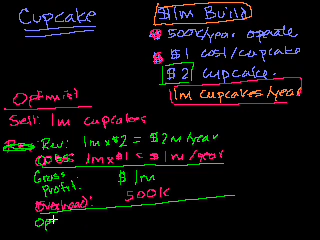 Cupcake
$1m Build
$ 500k/year operate
$ $1 cost/cupcake
$2 cupcake.
1m cupcakes/year
Optimist
Sell: 1m cupcakes
Rev: 1m x $2 = $2m/year
COGS 1m x $1 = $1m/year
Gross
Profit: $ 1m
Overhead: 500K
Op